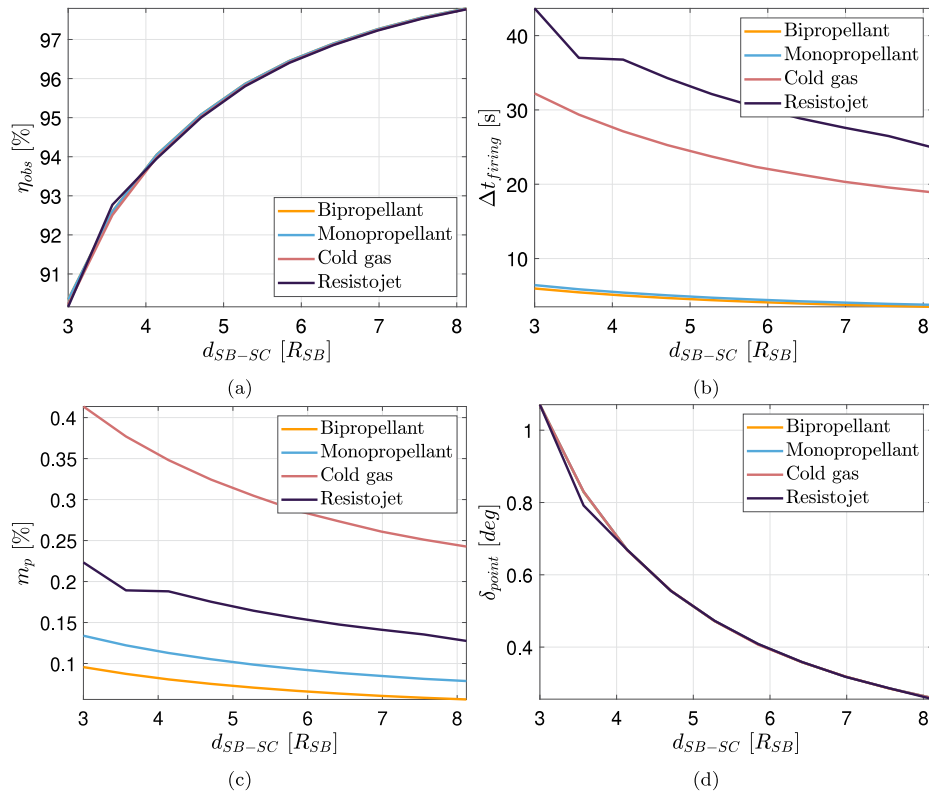 97
96
95
94
93
92
91
3 4 5 6 7 8
η_obs [%]
d_SB−SC [R_SB]
Bipropellant
Monopropellant
Cold gas
Resistojet
(a)
40
30
20
10
3 4 5 6 7 8
Δt_firing [s]
d_SB−SC [R_SB]
Bipropellant
Monopropellant
Cold gas
Resistojet
(b)
0.4
0.35
0.3
0.25
0.2
0.15
0.1
3 4 5 6 7 8
m_p [%]
d_SB−SC [R_SB]
Bipropellant
Monopropellant
Cold gas
Resistojet
(c)
1
0.8
0.6
0.4
3 4 5 6 7 8
δ_point [deg]
d_SB−SC [R_SB]
Bipropellant
Monopropellant
Cold gas
Resistojet
(d)